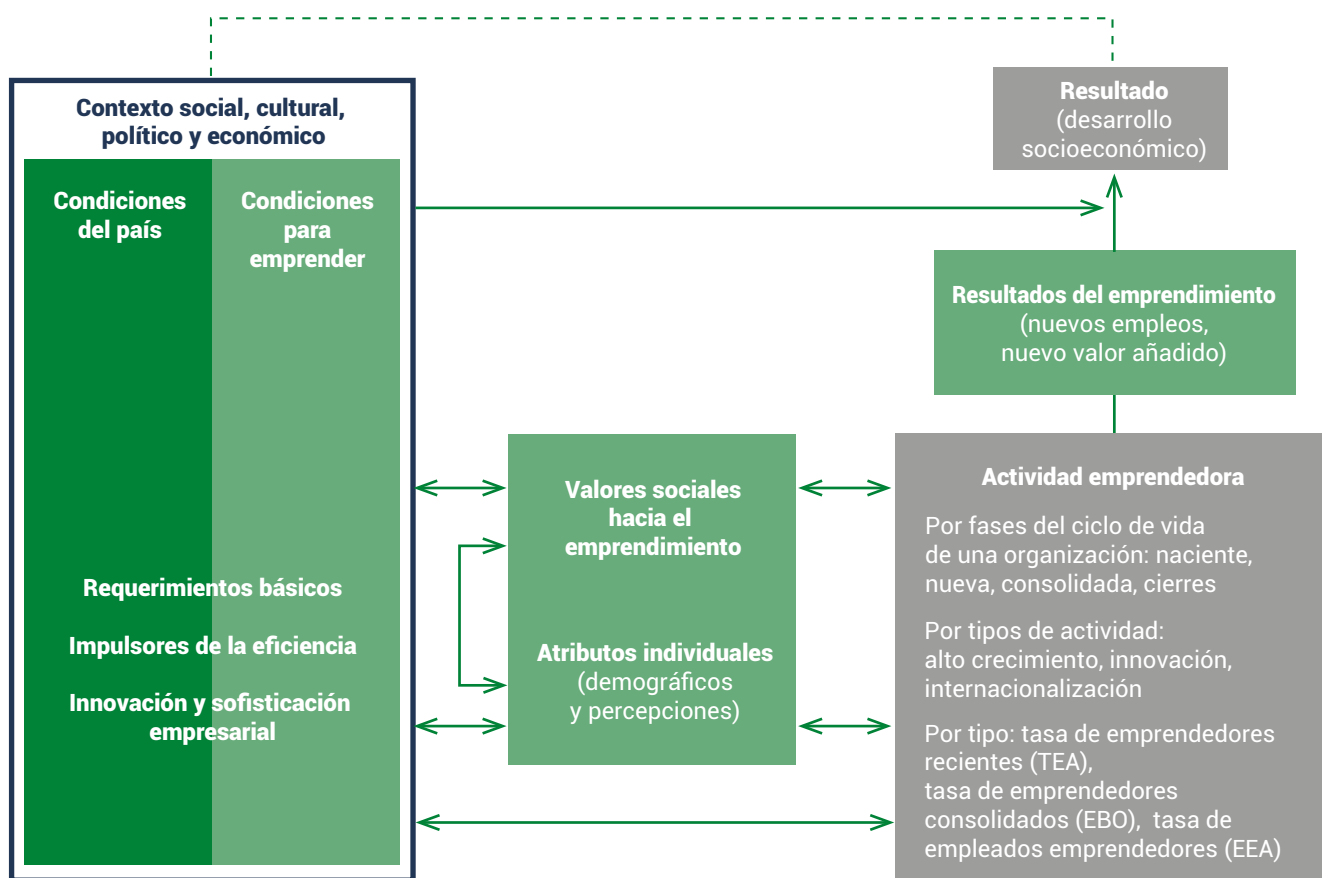 Contexto social, cultural,
político y económico
Condiciones
del país
Condiciones
para
emprender
Requerimientos básicos
Impulsores de la eficiencia
Innovación y sofisticación
empresarial
Valores sociales
hacia el
emprendimiento
Atributos individuales
(demográficos
y percepciones)
Resultado
(desarrollo
socioeconómico)
Resultados del emprendimiento
(nuevos empleos,
nuevo valor añadido)
Actividad emprendedora
Por fases del ciclo de vida
de una organización: naciente,
nueva, consolidada, cierres
Por tipos de actividad:
alto crecimiento, innovación,
internacionalización
Por tipo: tasa de emprendedores
recientes (TEA),
tasa de emprendedores
consolidados (EBO), tasa de
empleados emprendedores (EEA)